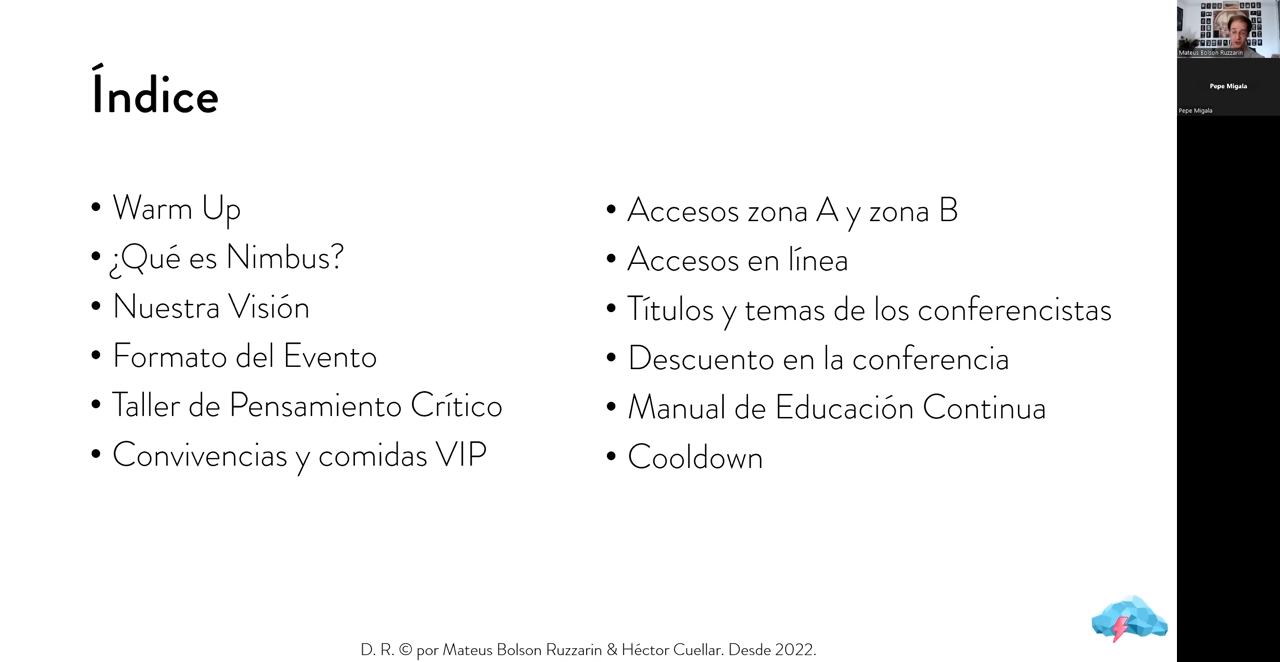 Índice
• Warm Up
• ¿Qué es Nimbus?
• Nuestra Visión
• Formato del Evento
• Taller de Pensamiento Crítico
• Convivencias y comidas VIP
• Accesos zona A y zona B
• Accesos en línea
• Títulos y temas de los conferencistas
• Descuento en la conferencia
• Manual de Educación Continua
• Cooldown
D. R. © por Mateus Bolson Ruzzarin & Héctor Cuellar. Desde 2022.
Mateus Bolson Ruzzarin
Pepe Migala
Pepe Migala